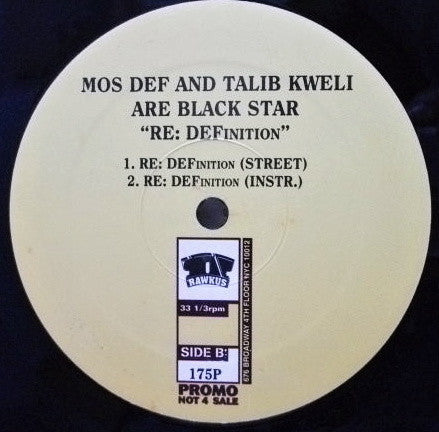 MOS DEF AND TALIB KWELI
ARE BLACK STAR
“RE: DEFINITION”
1. RE: DEFINITION (STREET)
2. RE: DEFINITION (INSTR.)
RAWKUS
33 1/3rpm
SIDE B:
175P
PROMO
NOT 4 SALE
676 BROADWAY 4TH FLOOR NYC 10012